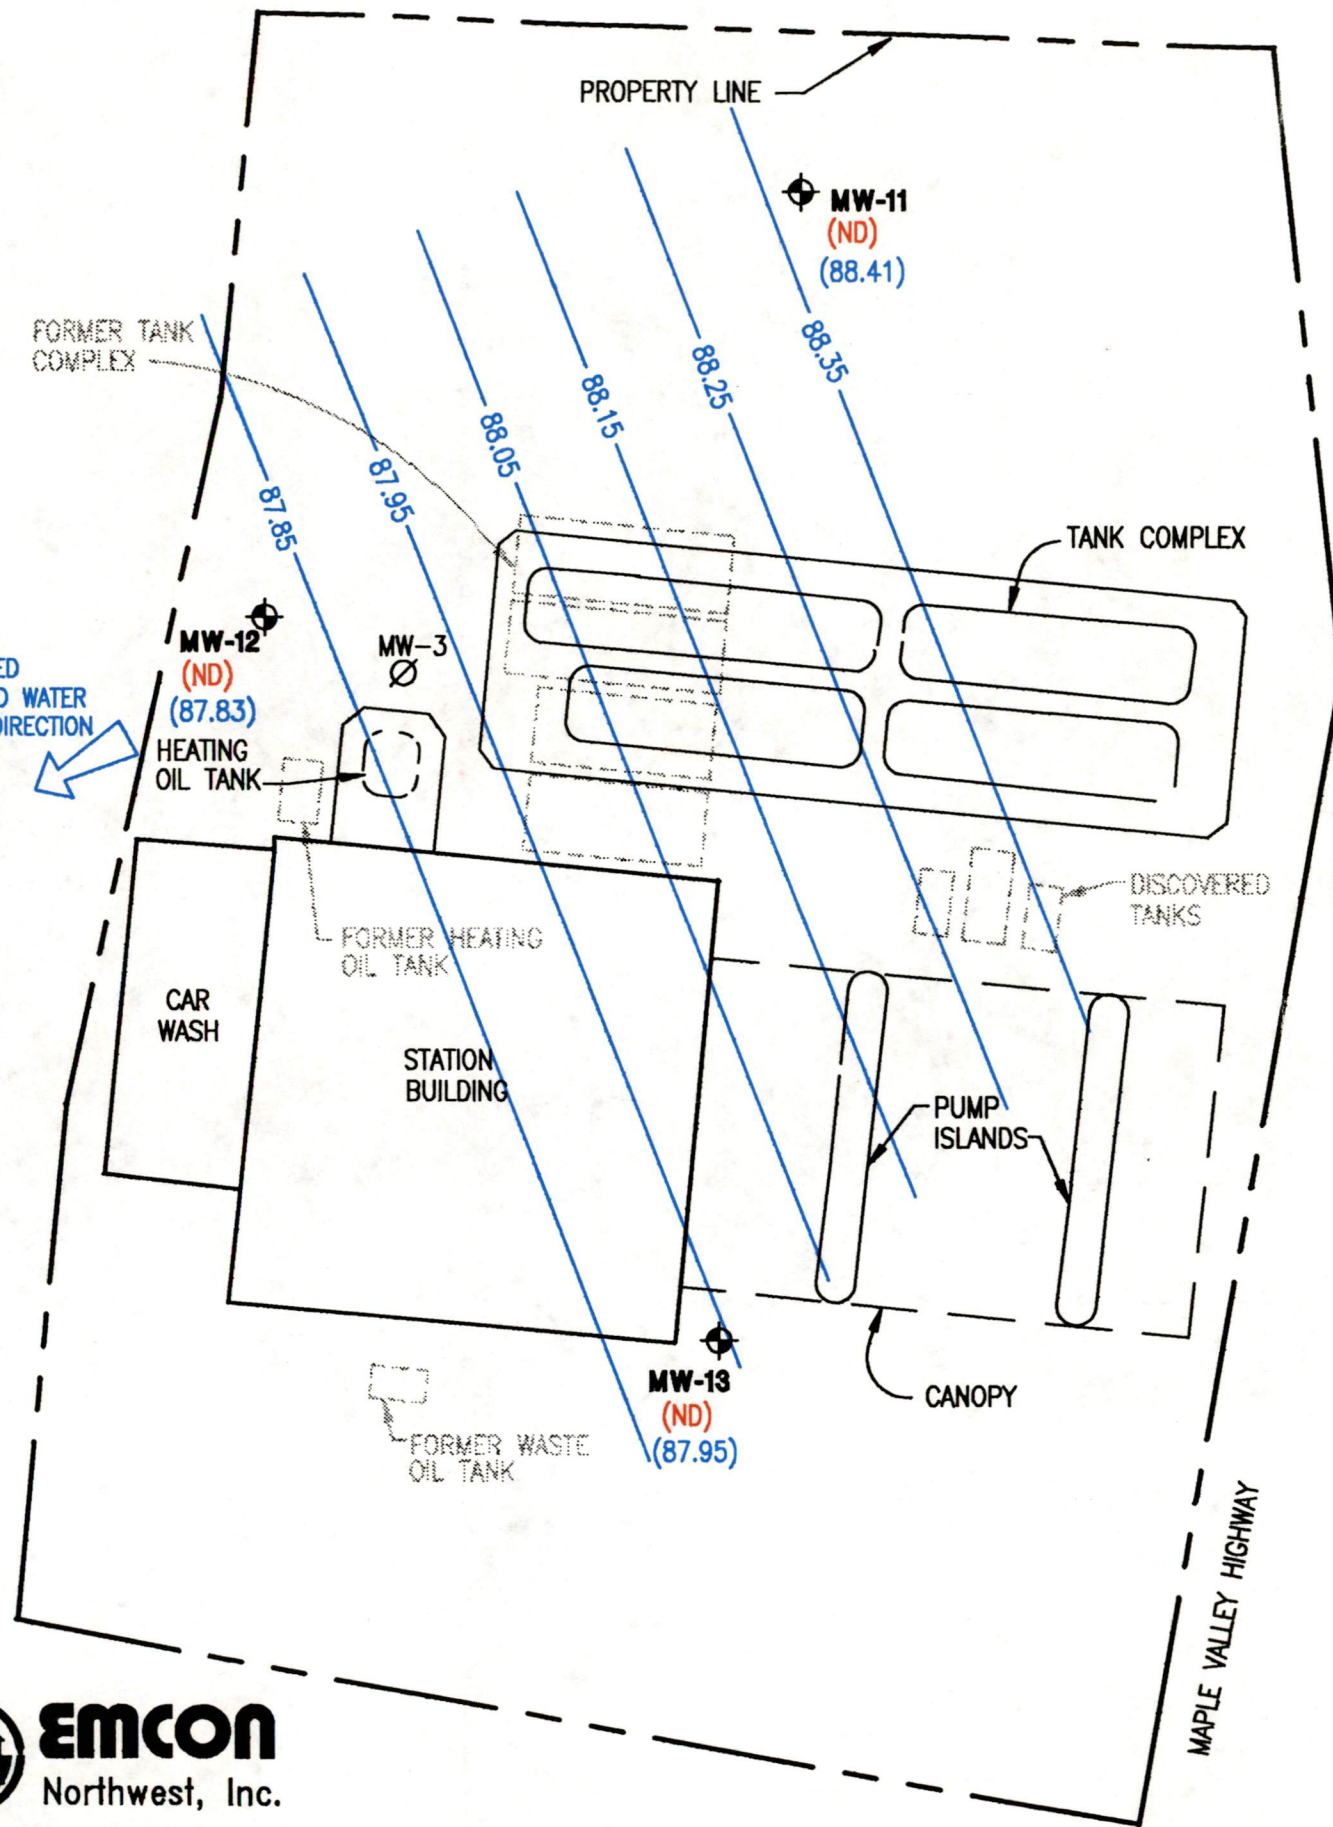 PROPERTY LINE
MW-11
(ND)
(88.41)
FORMER TANK
COMPLEX
88.35
88.25
88.15
88.05
87.95
87.85
TANK COMPLEX
MW-12
(ND)
(87.83)
MW-3
WATER
DIRECTION
HEATING
OIL TANK
DISCOVERED
TANKS
FORMER HEATING
OIL TANK
CAR
WASH
STATION
BUILDING
PUMP
ISLANDS
MW-13
(ND)
(87.95)
CANOPY
FORMER WASTE
OIL TANK
MAPLE VALLEY HIGHWAY
EMCON
Northwest, Inc.